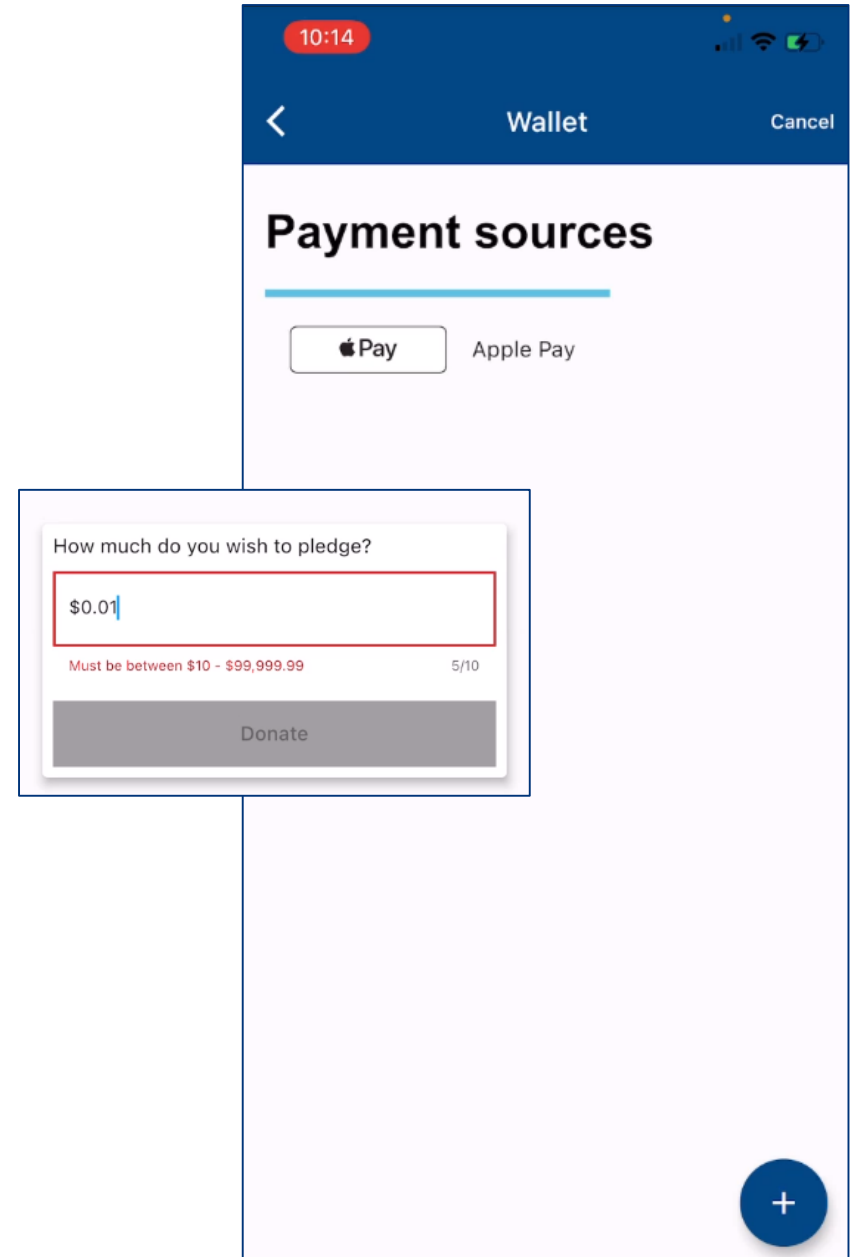 10:14
Wallet
Cancel
Payment sources
Pay Apple Pay
How much do you wish to pledge?
$0.01
Must be between $10 - $99,999.99 5/10
Donate
+